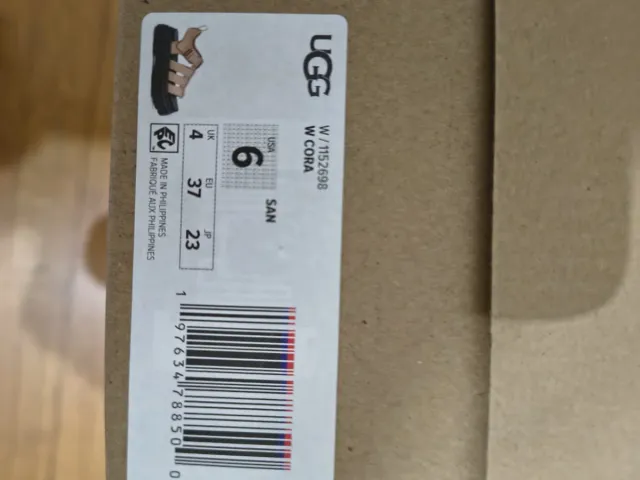 UGG
W / 1152698
W CORA
USA
6
SAN
UK EU JP
4 37 23
MADE IN PHILIPPINES
FABRIQUÉ AUX PHILIPPINES
1 97634 78850 0